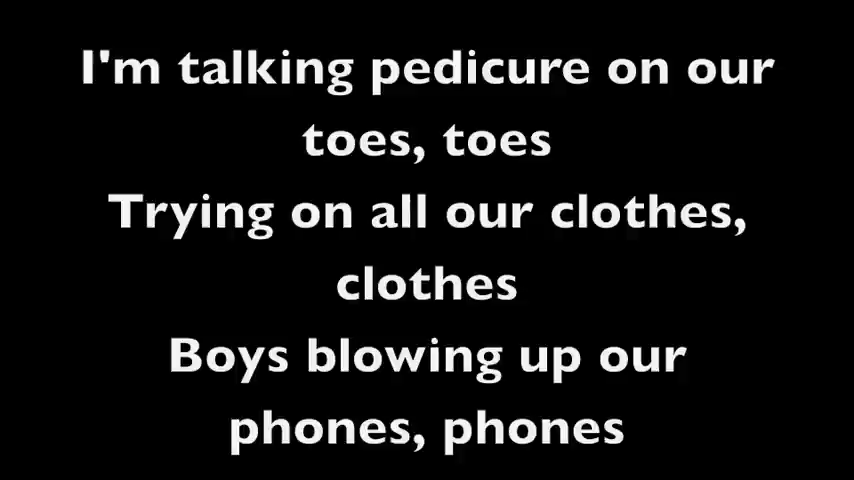 I'm talking pedicure on our
toes, toes
Trying on all our clothes,
clothes
Boys blowing up our
phones, phones